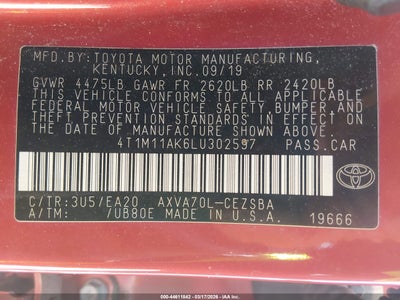 MFD. BY: TOYOTA MOTOR MANUFACTURING,
KENTUCKY, INC. 09/19
GVWR 4475LB GAWR FR 2620LB RR 2420LB
THIS VEHICLE CONFORMS TO ALL APPLICABLE
FEDERAL MOTOR VEHICLE SAFETY, BUMPER, AND
THEFT PREVENTION STANDARDS IN EFFECT ON
THE DATE OF MANUFACTURE SHOWN ABOVE.
4T1M11AK6LU302597 PASS.CAR
C/TR: 3U5/EA20 AXVA70L-CEZSBA
A/TM: /UB80E MADE IN U.S.A.
TOYOTA
19666
000-44611842 - 03/17/2026 - IAA Inc.